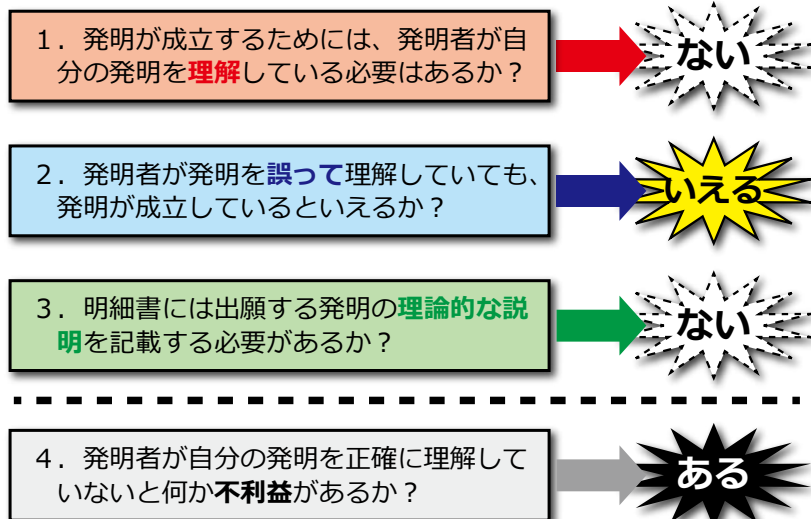 1．発明が成立するためには、発明者が自
分の発明を理解している必要はあるか？
ない
2．発明者が発明を誤って理解していても、
発明が成立しているといえるか？
いえる
3．明細書には出願する発明の理論的な説
明を記載する必要があるか？
ない
4．発明者が自分の発明を正確に理解して
いないと何か不利益があるか？
ある